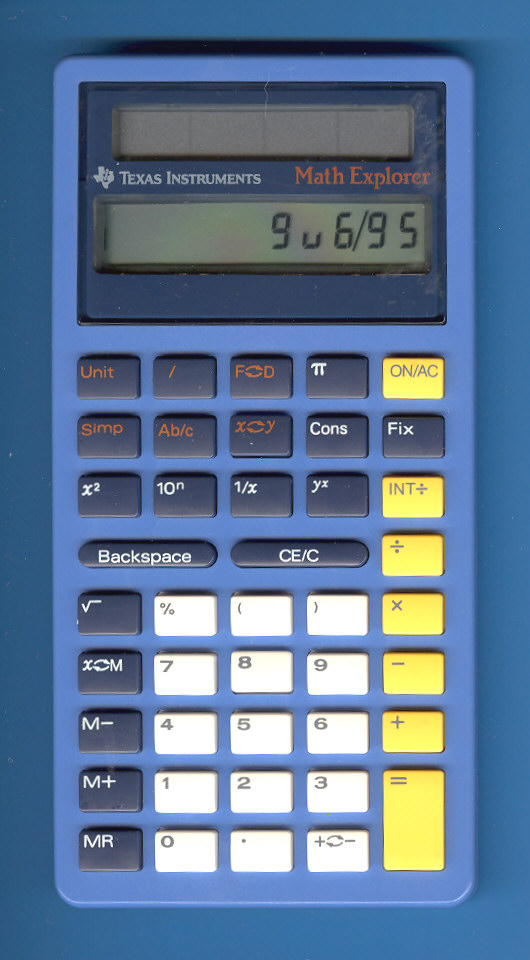 TEXAS INSTRUMENTS Math Explorer
9 u 6/95
Unit / F⇄D π ON/AC
Simp Ab/c x⇄y Cons Fix
x² 10ⁿ 1/x yˣ INT÷
Backspace CE/C ÷
√ % ( ) ×
x⇄M 7 8 9 −
M− 4 5 6 +
M+ 1 2 3 =
MR 0 . +⇄−